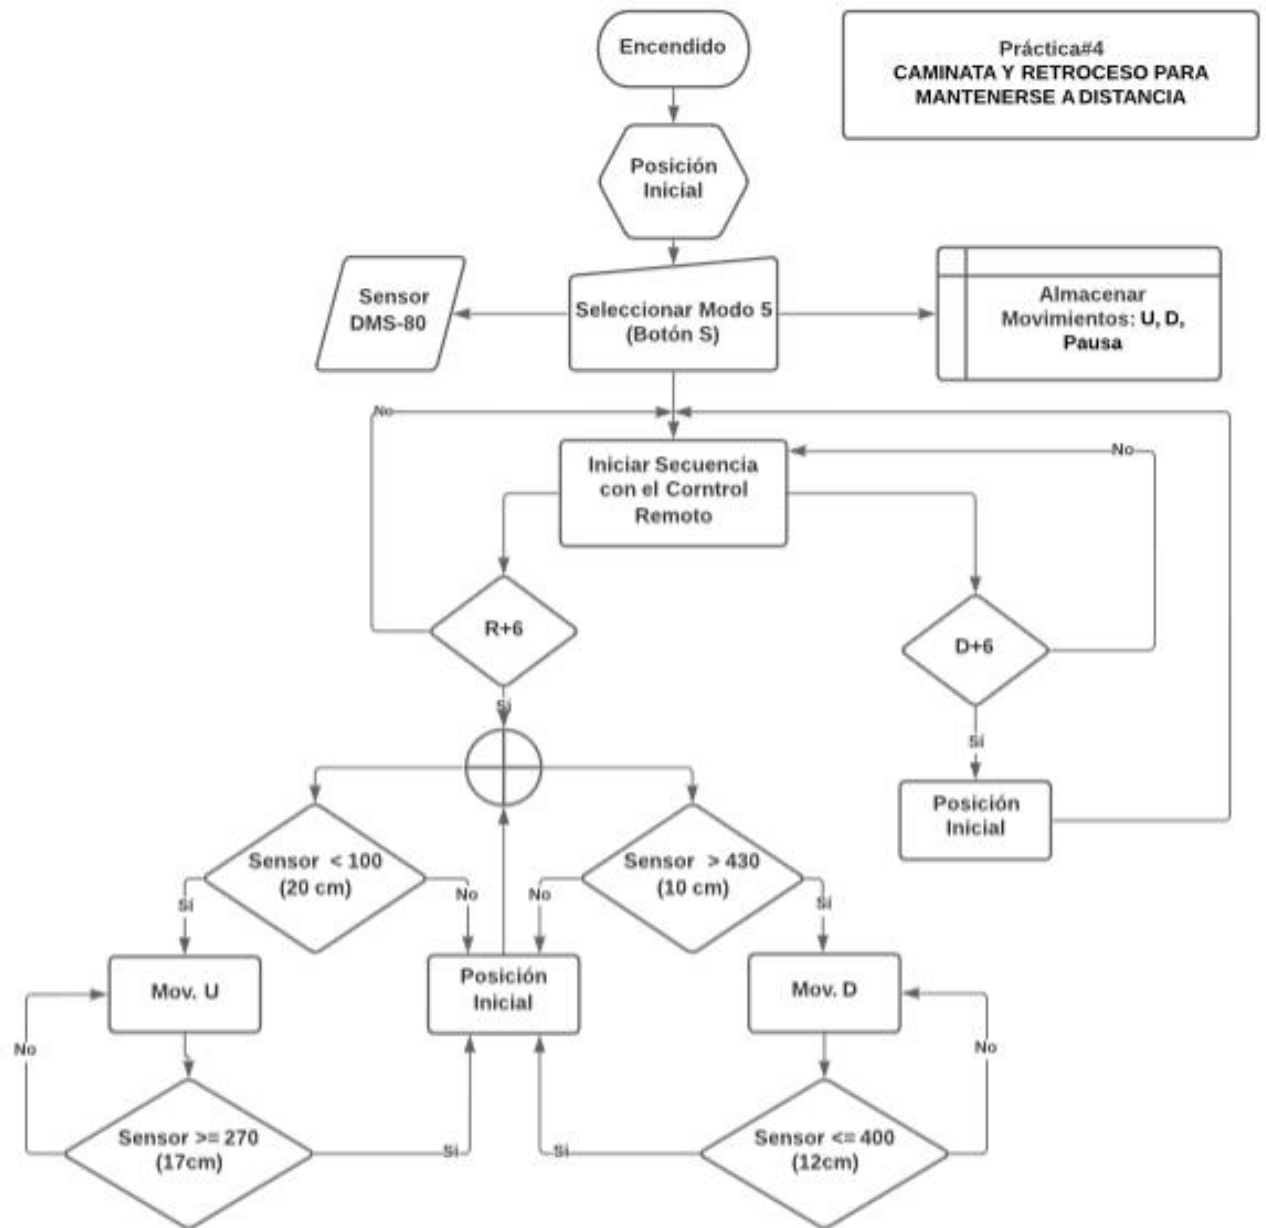 Encendido
Práctica#4
CAMINATA Y RETROCESO PARA
MANTENERSE A DISTANCIA
Posición
Inicial
Sensor
DMS-80
Seleccionar Modo 5
(Botón S)
Almacenar
Movimientos: U, D,
Pausa
No
Iniciar Secuencia
con el Corntrol
Remoto
No
R+6
D+6
Sí
Sí
Posición
Inicial
Sensor < 100
(20 cm)
Sensor > 430
(10 cm)
Sí
No
No
Sí
Mov. U
Posición
Inicial
Mov. D
No
No
Sensor >= 270
(17cm)
Sí
Sí
Sensor <= 400
(12cm)